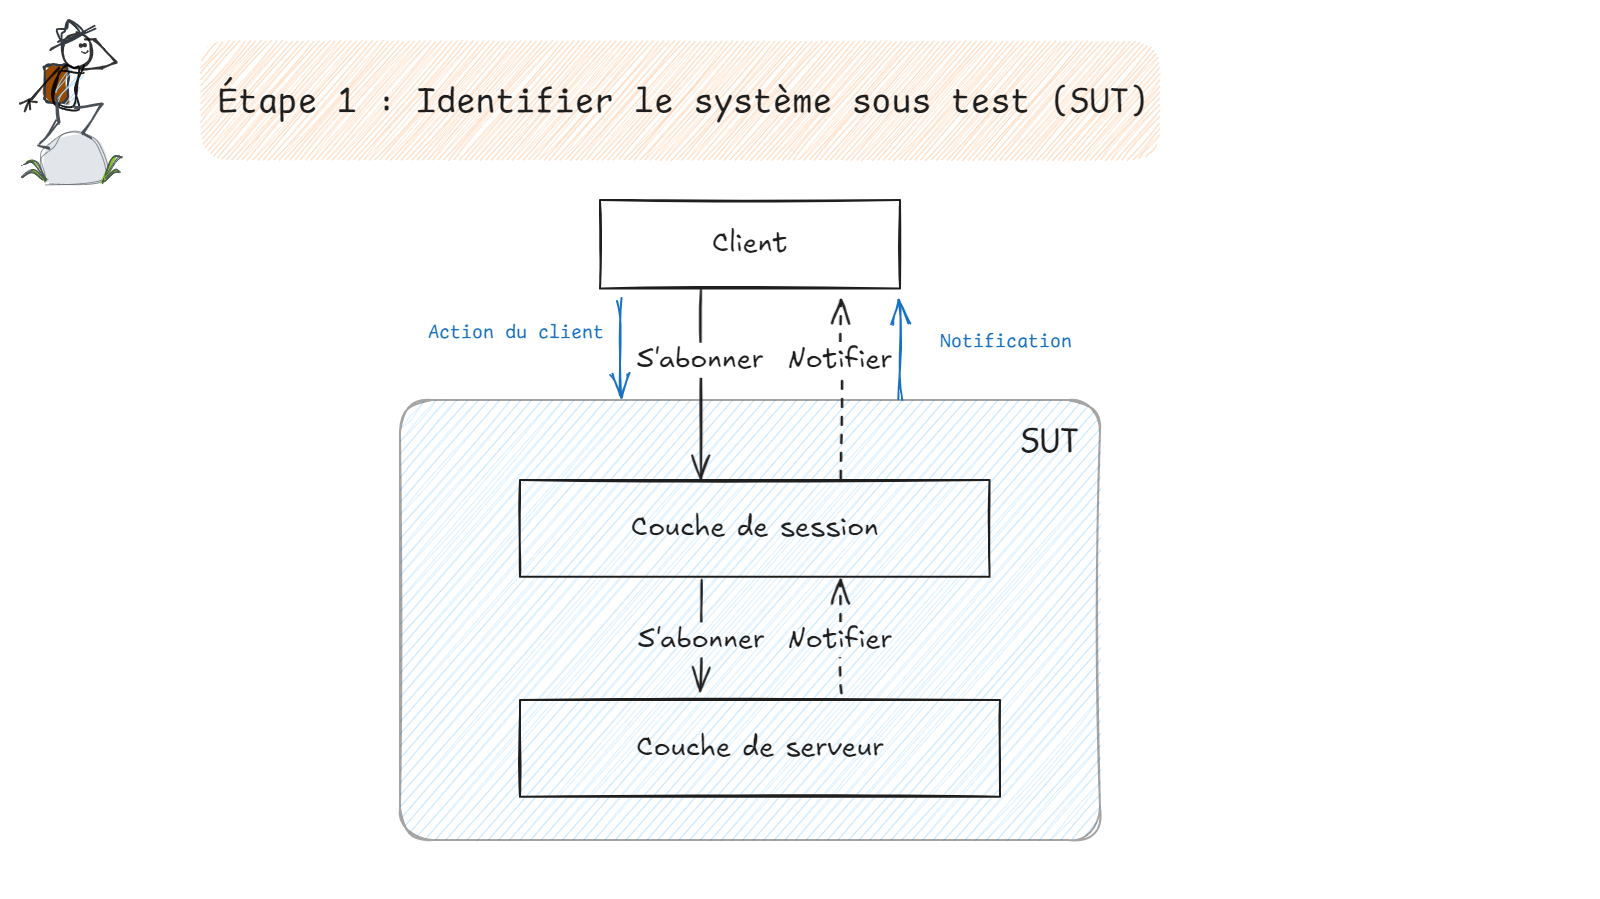 Étape 1 : Identifier le système sous test (SUT)
Client
Action du client
S'abonner
Notifier
Notification
SUT
Couche de session
S'abonner
Notifier
Couche de serveur